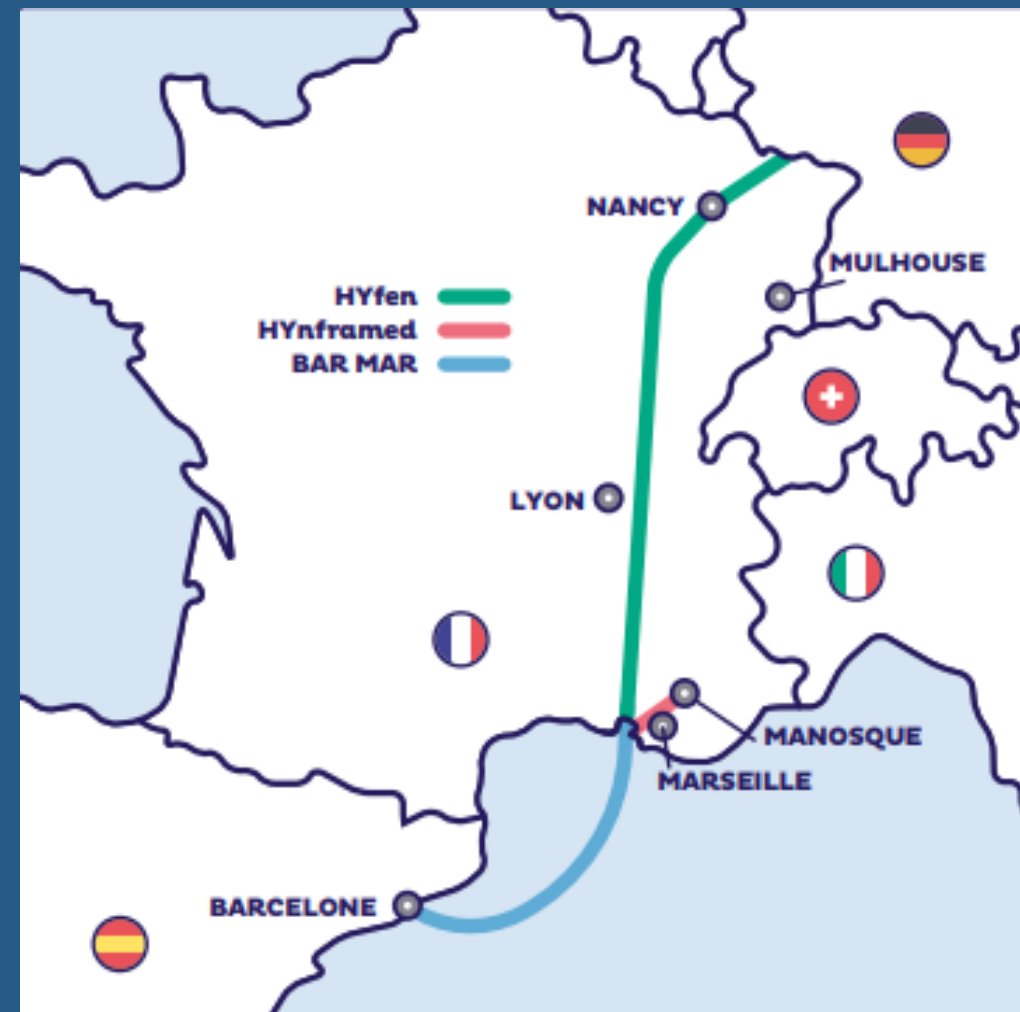 NANCY
MULHOUSE
HYfen
HYnframed
BAR MAR
LYON
MANOSQUE
MARSEILLE
BARCELONE